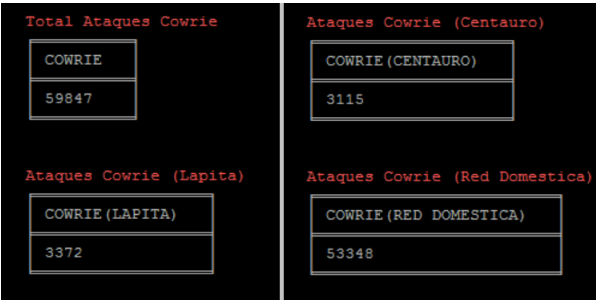 Total Ataques Cowrie
COWRIE
59847
Ataques Cowrie (Centauro)
COWRIE(CENTAURO)
3115
Ataques Cowrie (Lapita)
COWRIE(LAPITA)
3372
Ataques Cowrie (Red Domestica)
COWRIE(RED DOMESTICA)
53348